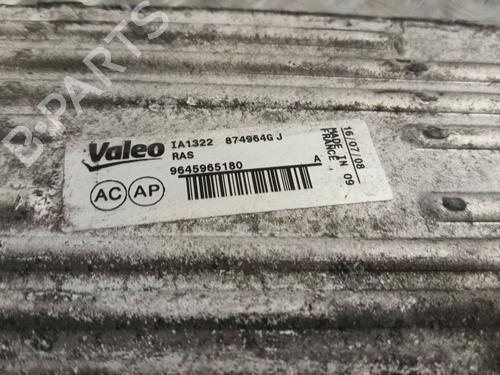 Valeo
IA1322 874964G J
RAS
9645965180 A
AC AP
16/07/08
MADE IN 09
FRANCE
B-PARTS